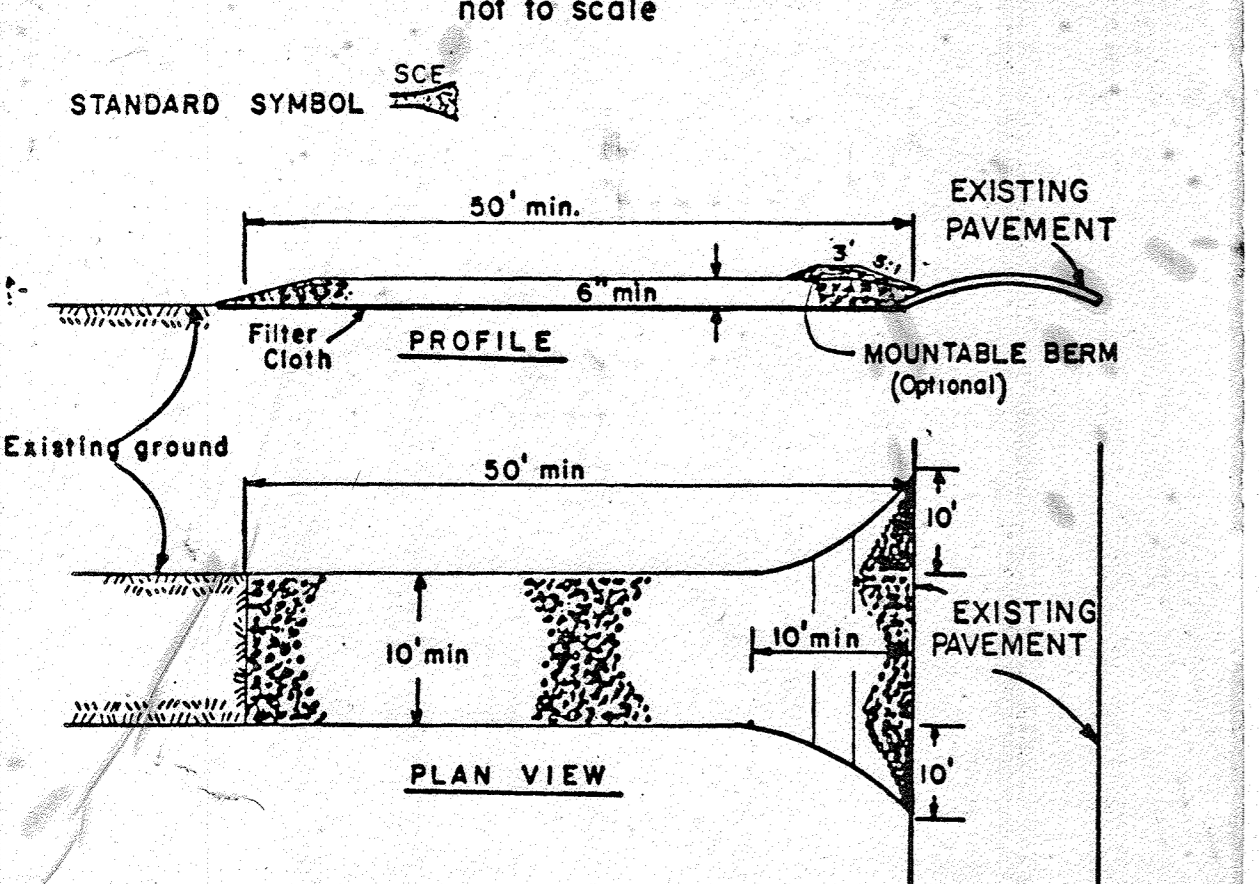 not to scale
SCE
STANDARD SYMBOL
50' min.
EXISTING
PAVEMENT
3'
5:1
6" min
Filter
Cloth
PROFILE
MOUNTABLE BERM
(Optional)
Existing ground
50' min
10'
10' min
10' min
EXISTING
PAVEMENT
10'
PLAN VIEW